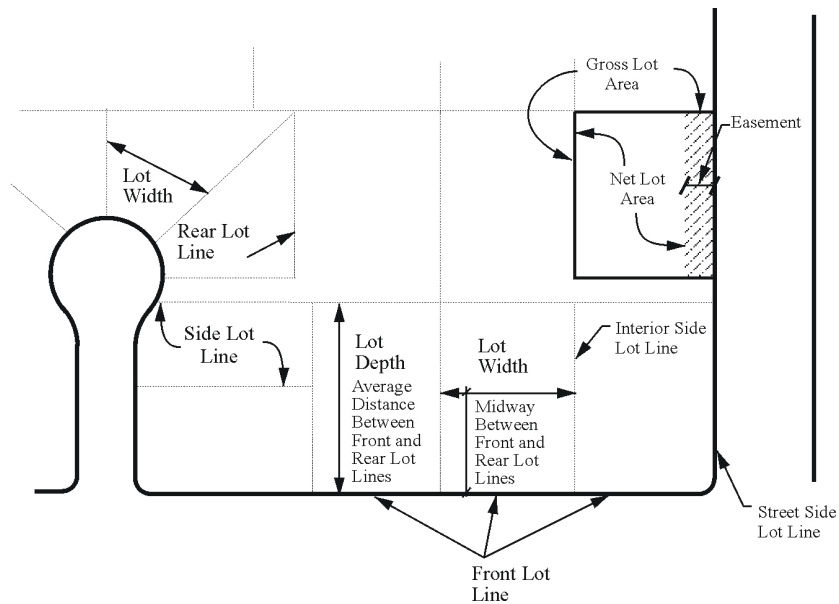 Gross Lot
Area
Easement
Lot
Width
Net Lot
Area
Rear Lot
Line
Side Lot
Line
Lot
Depth
Average
Distance
Between
Front and
Rear Lot
Lines
Lot
Width
Midway
Between
Front and
Rear Lot
Lines
Interior Side
Lot Line
Street Side
Lot Line
Front Lot
Line